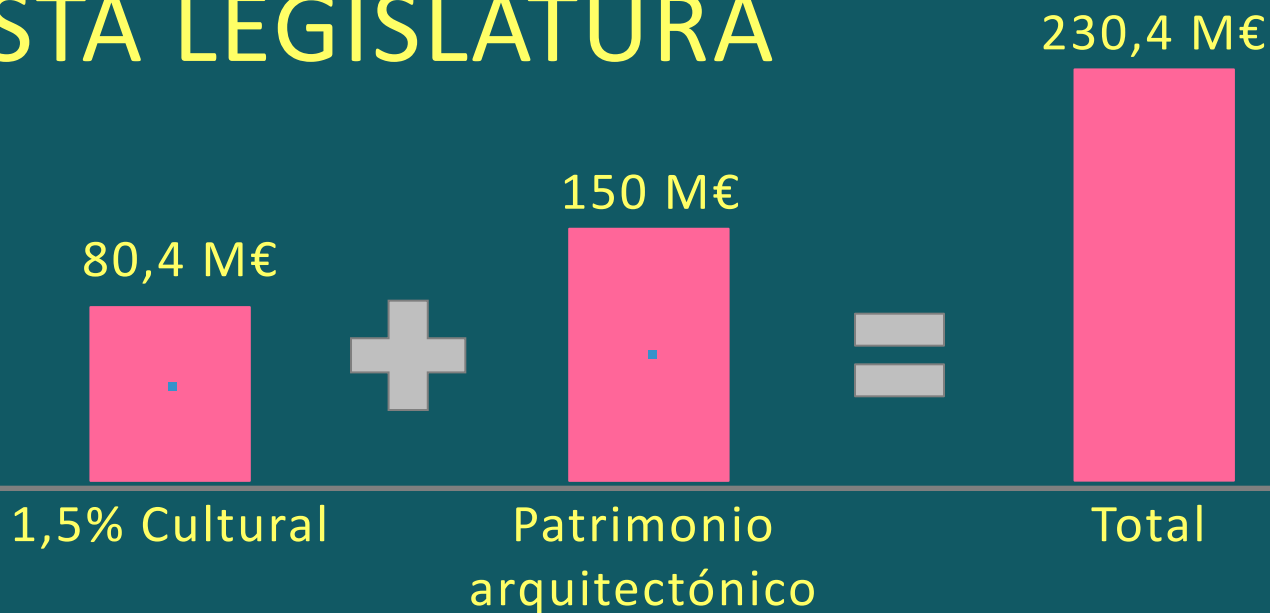 STA LEGISLATURA
230,4 M€
150 M€
80,4 M€
1,5% Cultural
Patrimonio
arquitectónico
Total